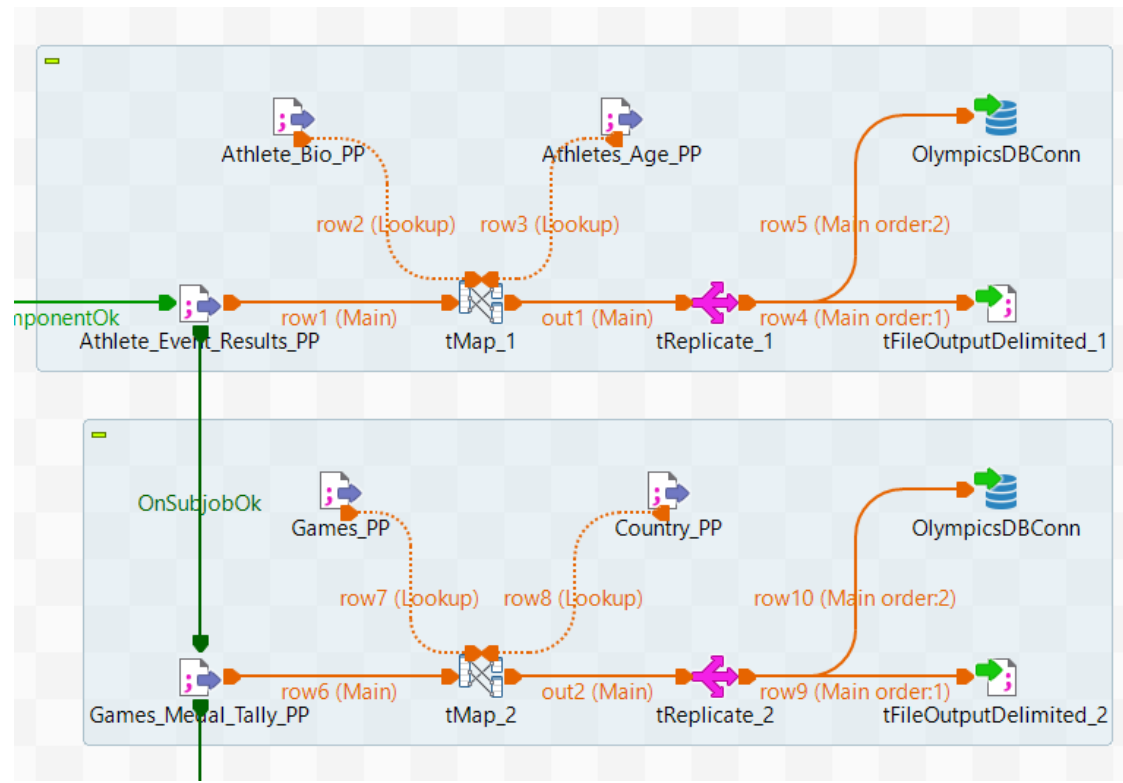 Athlete_Bio_PP
Athletes_Age_PP
OlympicsDBConn
row2 (Lookup)
row3 (Lookup)
row5 (Main order:2)
mponentOk
row1 (Main)
out1 (Main)
row4 (Main order:1)
Athlete_Event_Results_PP
tMap_1
tReplicate_1
tFileOutputDelimited_1
OnSubjobOk
Games_PP
Country_PP
OlympicsDBConn
row7 (Lookup)
row8 (Lookup)
row10 (Main order:2)
row6 (Main)
out2 (Main)
row9 (Main order:1)
Games_Medal_Tally_PP
tMap_2
tReplicate_2
tFileOutputDelimited_2